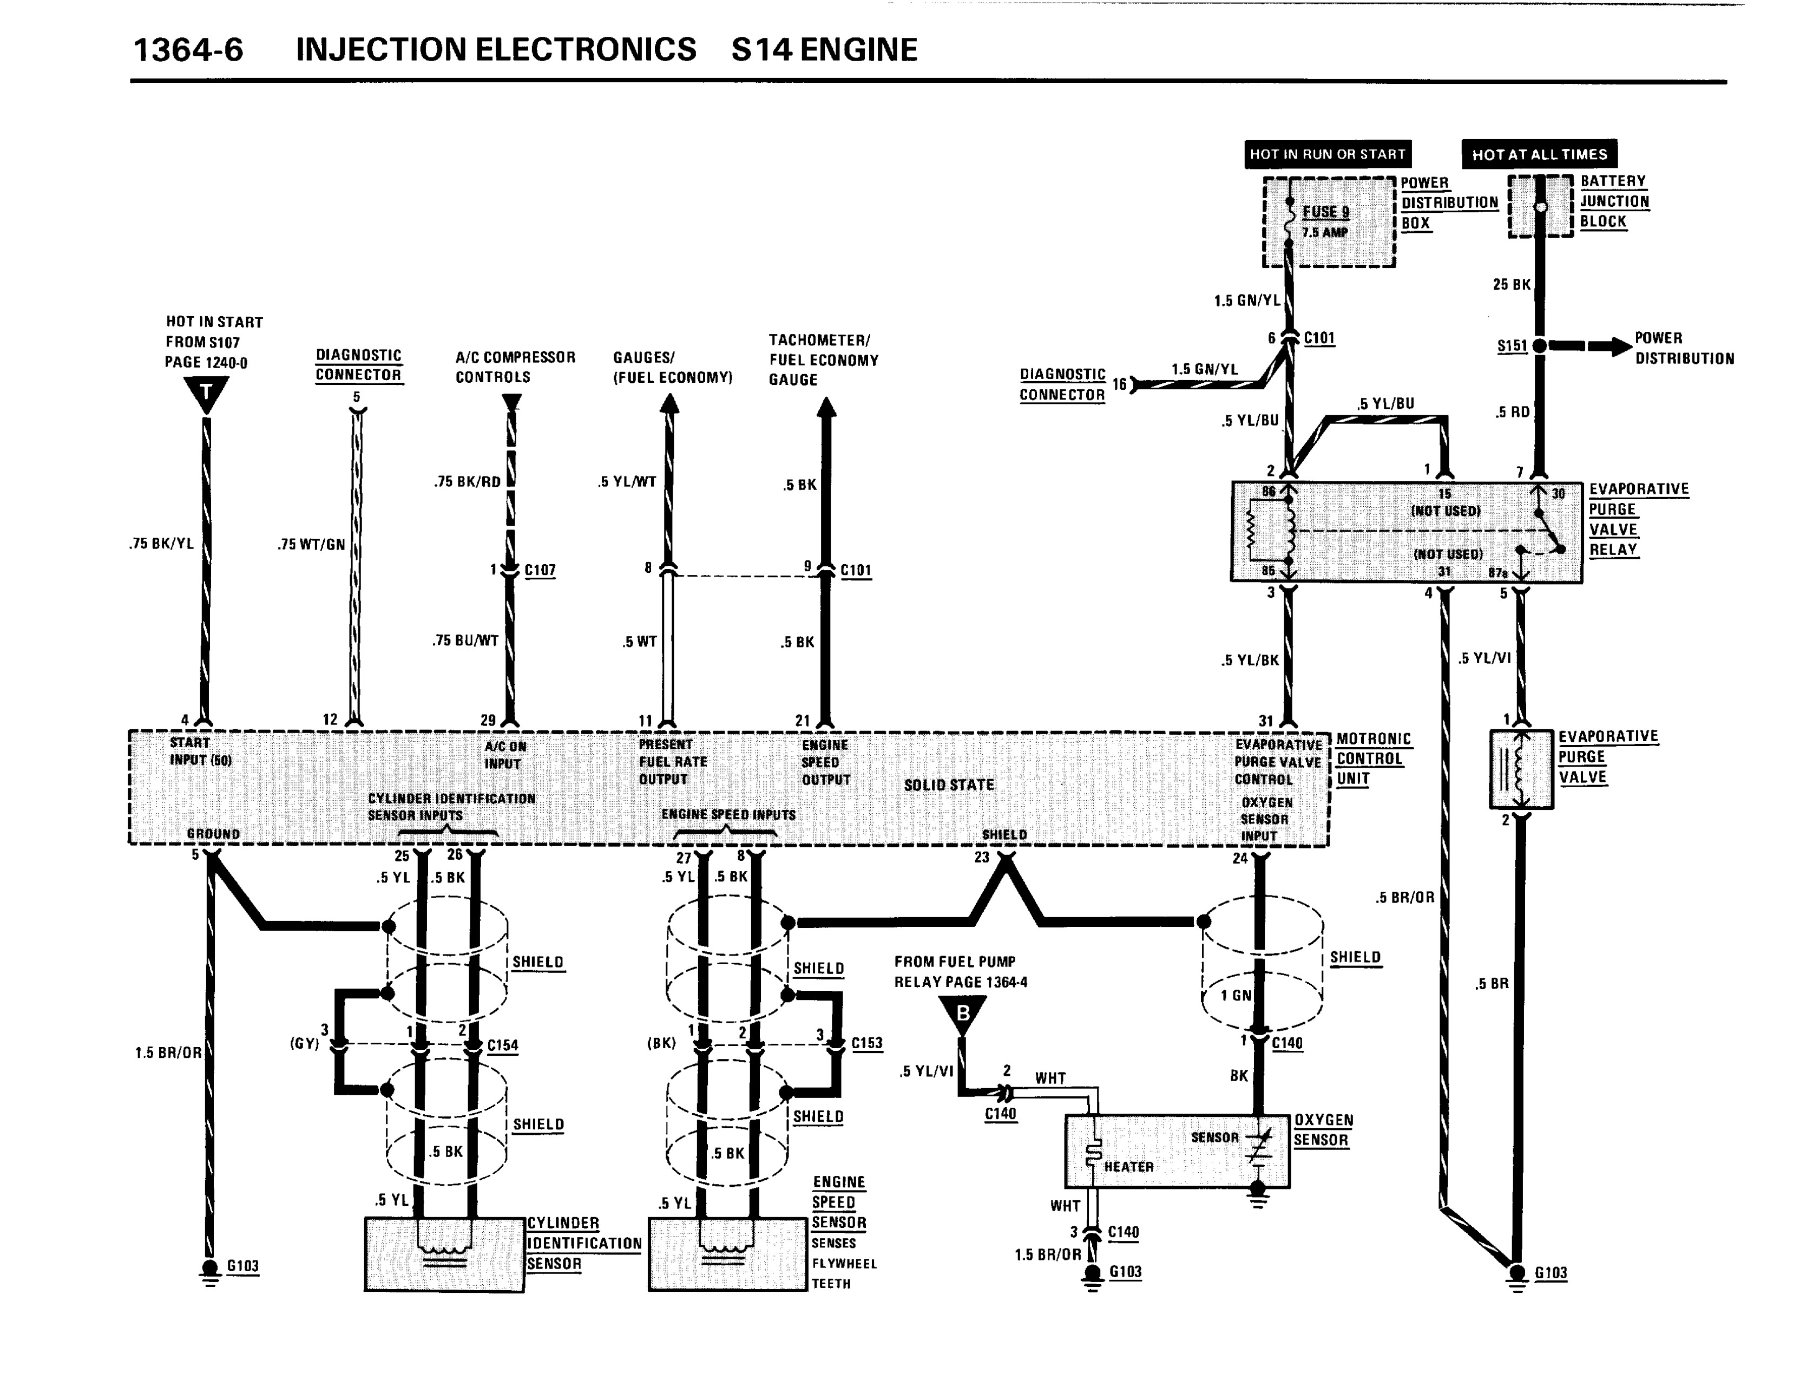 1364-6 INJECTION ELECTRONICS S14 ENGINE
HOT IN RUN OR START
HOT AT ALL TIMES
POWER
DISTRIBUTION
BOX
FUSE 9
7.5 AMP
BATTERY
JUNCTION
BLOCK
1.5 GN/YL
25 BK
6
C101
S151
POWER
DISTRIBUTION
DIAGNOSTIC
CONNECTOR
16
1.5 GN/YL
.5 YL/BU
.5 YL/BU
.5 RD
HOT IN START
FROM S107
PAGE 1240-0
T
DIAGNOSTIC
CONNECTOR
5
A/C COMPRESSOR
CONTROLS
GAUGES/
(FUEL ECONOMY)
TACHOMETER/
FUEL ECONOMY
GAUGE
.75 BK/YL
.75 WT/GN
.75 BK/RD
.5 YL/WT
.5 BK
1
C107
8
9
C101
.75 BU/WT
.5 WT
.5 BK
2
1
7
86
15
30
(NOT USED)
(NOT USED)
85
31
87a
EVAPORATIVE
PURGE
VALVE
RELAY
3
4
5
.5 YL/BK
.5 YL/VI
4
12
29
11
21
31
1
START
INPUT (50)
A/C ON
INPUT
PRESENT
FUEL RATE
OUTPUT
ENGINE
SPEED
OUTPUT
SOLID STATE
EVAPORATIVE
PURGE VALVE
CONTROL
MOTRONIC
CONTROL
UNIT
EVAPORATIVE
PURGE
VALVE
CYLINDER IDENTIFICATION
SENSOR INPUTS
ENGINE SPEED INPUTS
OXYGEN
SENSOR
INPUT
GROUND
SHIELD
2
5
25
26
27
8
23
24
.5 YL
.5 BK
.5 YL
.5 BK
.5 BR/OR
SHIELD
SHIELD
FROM FUEL PUMP
RELAY PAGE 1364-4
B
SHIELD
1 GN
.5 BR
1.5 BR/OR
(GY)
3
1
2
C154
(BK)
1
2
3
C153
1
C140
.5 YL/VI
2
WHT
C140
BK
SHIELD
SHIELD
.5 BK
.5 BK
SENSOR
HEATER
OXYGEN
SENSOR
.5 YL
.5 YL
CYLINDER
IDENTIFICATION
SENSOR
ENGINE
SPEED
SENSOR
SENSES
FLYWHEEL
TEETH
WHT
3
C140
1.5 BR/OR
G103
G103
G103